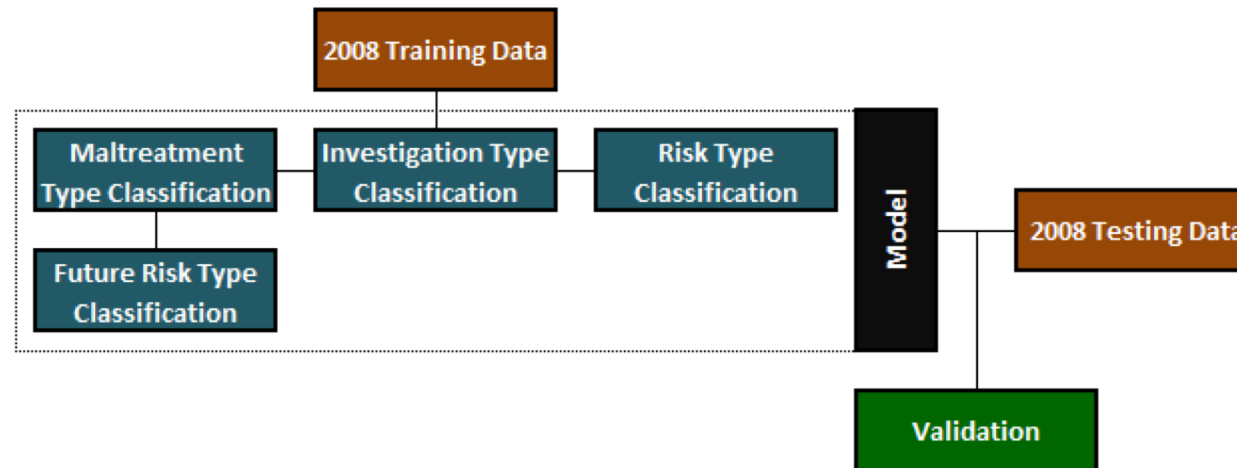 2008 Training Data
Maltreatment
Type Classification
Investigation Type
Classification
Risk Type
Classification
Future Risk Type
Classification
Model
2008 Testing Data
Validation